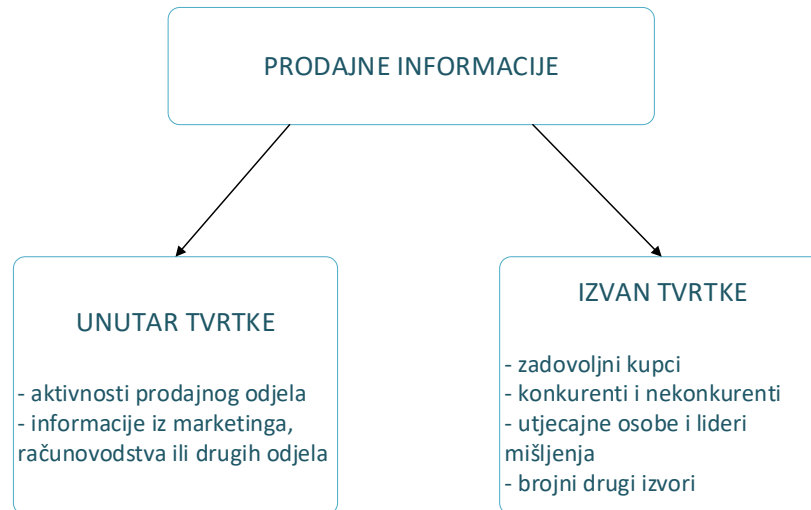 PRODAJNE INFORMACIJE
UNUTAR TVRTKE
- aktivnosti prodajnog odjela
- informacije iz marketinga,
računovodstva ili drugih odjela
IZVAN TVRTKE
- zadovoljni kupci
- konkurenti i nekonkurenti
- utjecajne osobe i lideri
mišljenja
- brojni drugi izvori